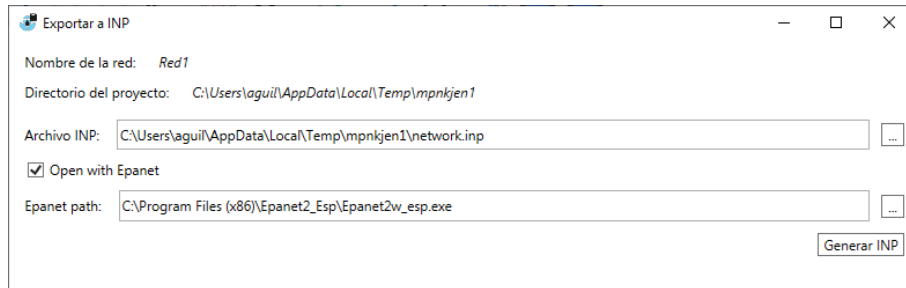 Exportar a INP
Nombre de la red: Red1
Directorio del proyecto: C:\Users\aguil\AppData\Local\Temp\mpnkjen1
Archivo INP: C:\Users\aguil\AppData\Local\Temp\mpnkjen1\network.inp ...
Open with Epanet
Epanet path: C:\Program Files (x86)\Epanet2_Esp\Epanet2w_esp.exe ...
Generar INP